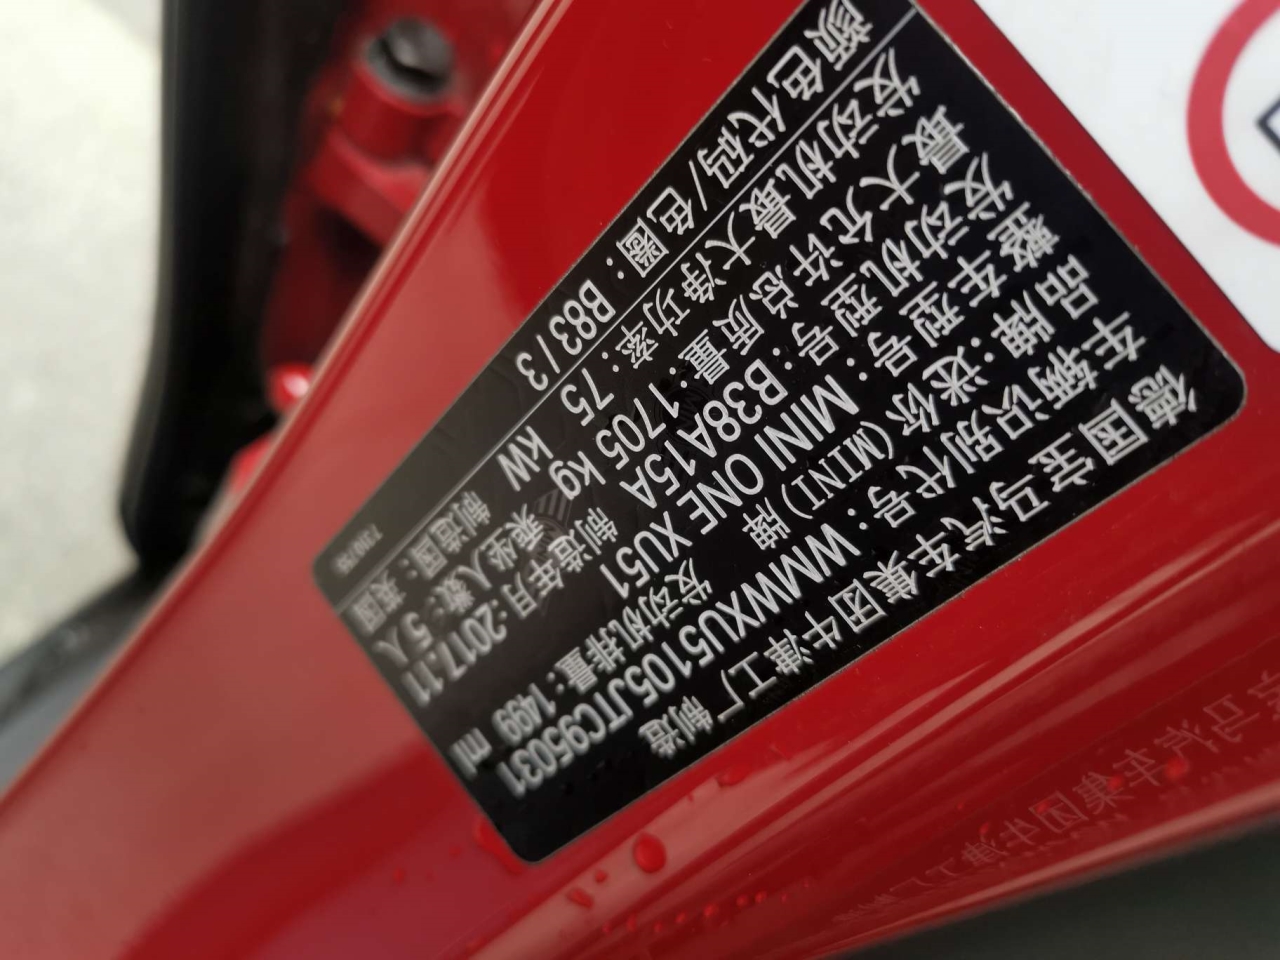 德国宝马汽车集团牛津工厂 制造
车辆识别代号:WMWXU5105JTC95031
品牌:迷你(MINI)牌 发动机排量:1499 ml
整车型号:MINI ONE XU51
发动机型号:B38A15A 制造年月:2017.11
最大允许总质量:1705 kg 乘坐人数:5 人
发动机最大净功率:75 kW 制造国:英国
颜色代码/色圈:B83 / 3